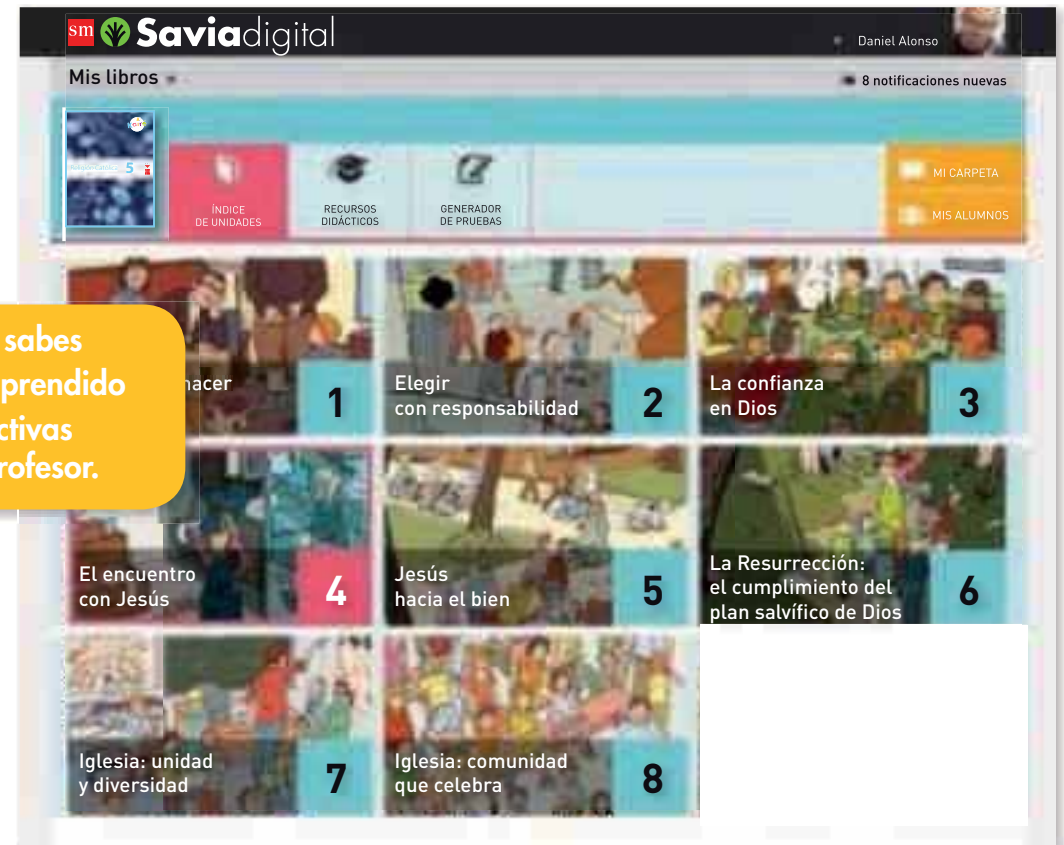 sm Saviadigital
Daniel Alonso
Mis libros
8 notificaciones nuevas
5
ÍNDICE
DE UNIDADES
RECURSOS
DIDÁCTICOS
GENERADOR
DE PRUEBAS
MI CARPETA
MIS ALUMNOS
sabes
prendido
ctivas
rofesor.
nacer
1
Elegir
con responsabilidad
2
La confianza
en Dios
3
El encuentro
con Jesús
4
Jesús
hacia el bien
5
La Resurrección:
el cumplimiento del
plan salvífico de Dios
6
Iglesia: unidad
y diversidad
7
Iglesia: comunidad
que celebra
8